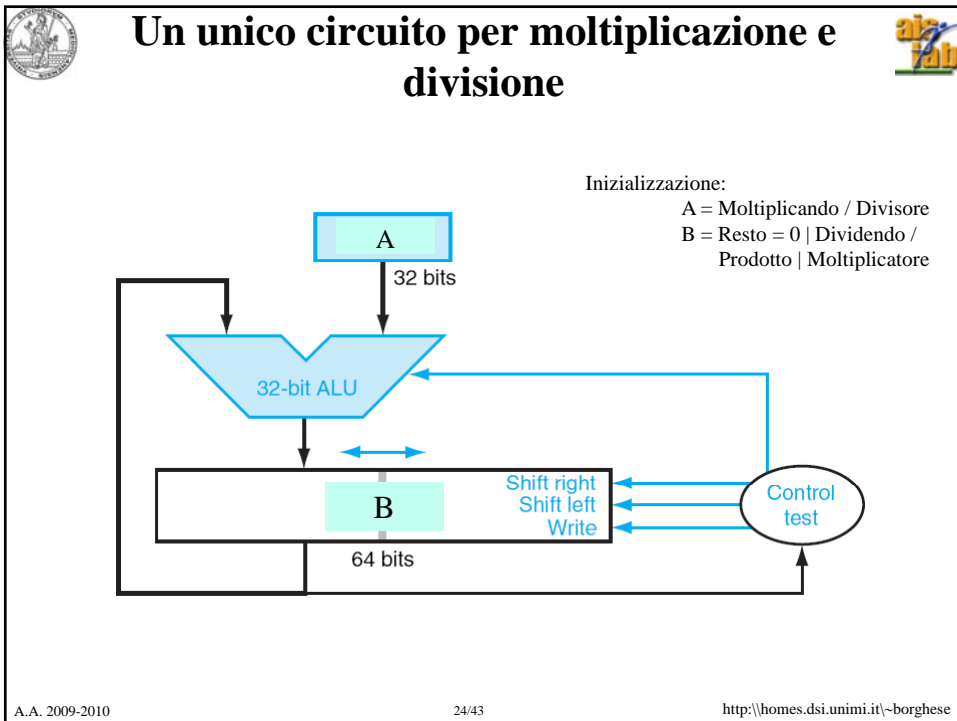 Un unico circuito per moltiplicazione e
divisione
Inizializzazione:
A = Moltiplicando / Divisore
B = Resto = 0 | Dividendo /
Prodotto | Moltiplicatore
A
32 bits
32-bit ALU
B
Shift right
Shift left
Write
Control
test
64 bits
A.A. 2009-2010
24/43
http:\\homes.dsi.unimi.it\~borghese